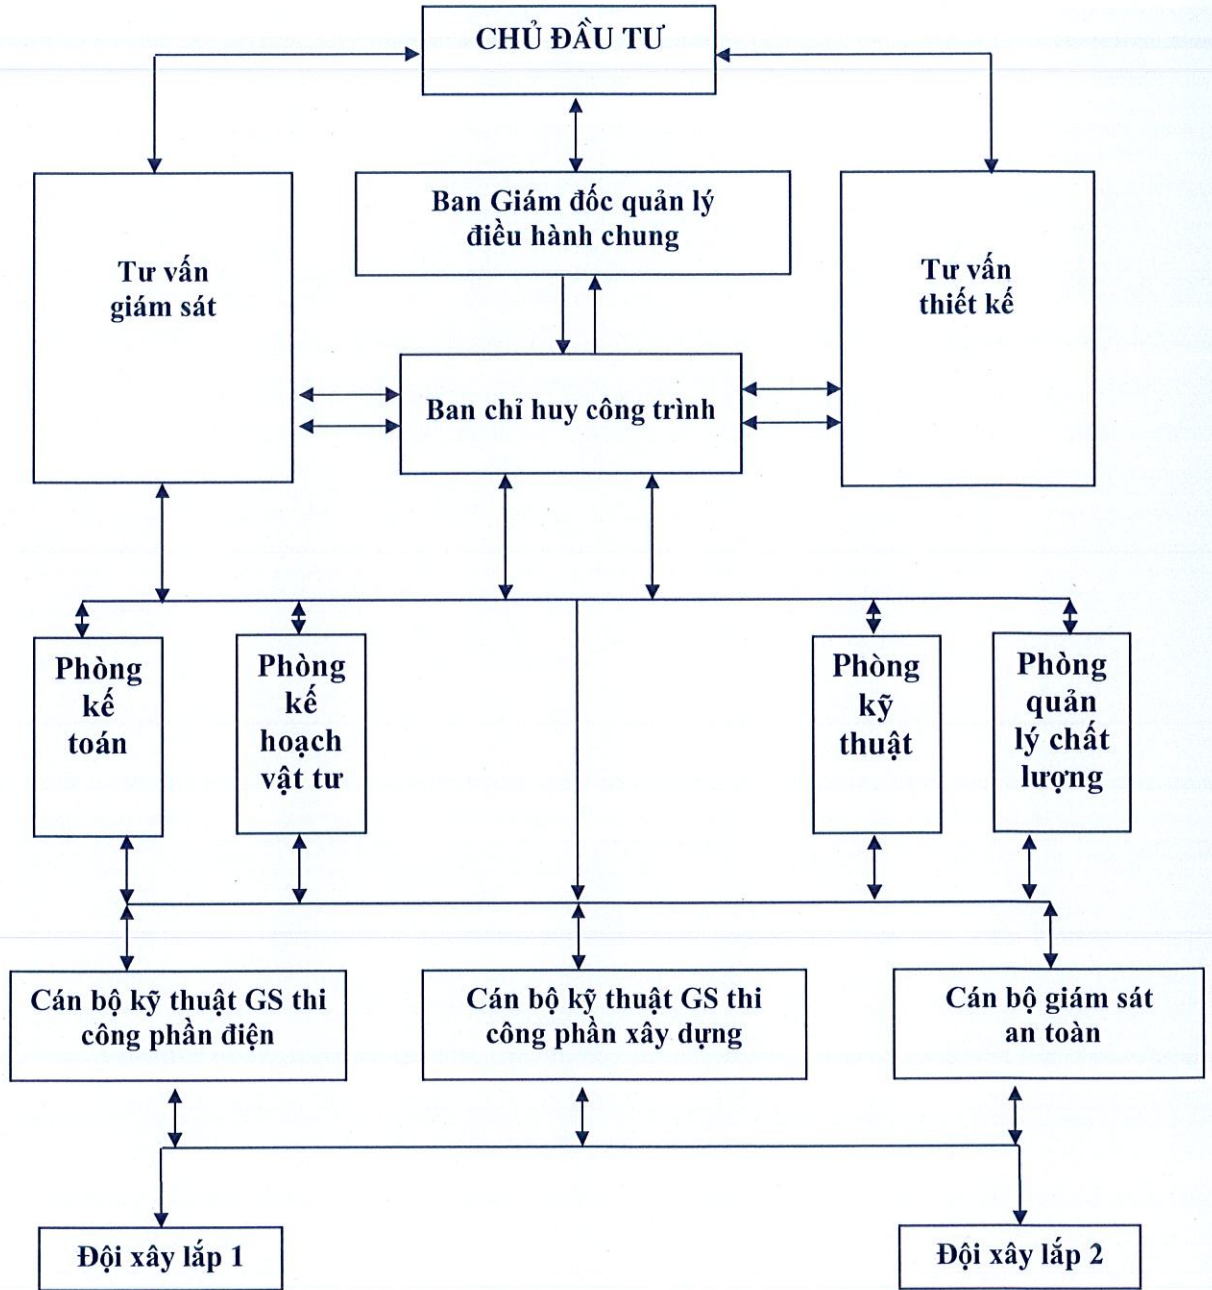 CHỦ ĐẦU TƯ
Ban Giám đốc quản lý
điều hành chung
Tư vấn
giám sát
Tư vấn
thiết kế
Ban chỉ huy công trình
Phòng
kế
toán
Phòng
kế
hoạch
vật tư
Phòng
kỹ
thuật
Phòng
quản
lý chất
lượng
Cán bộ kỹ thuật GS thi
công phần điện
Cán bộ kỹ thuật GS thi
công phần xây dựng
Cán bộ giám sát
an toàn
Đội xây lắp 1
Đội xây lắp 2